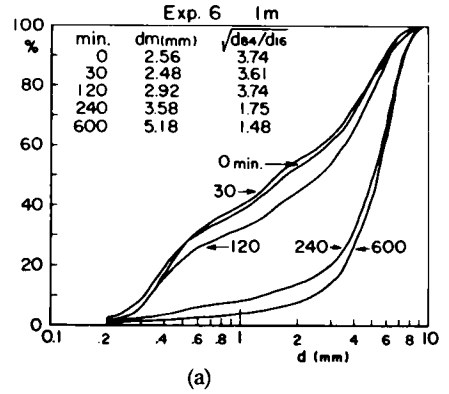 Exp. 6 1m
100
%
80
60
40
20
0
min. dm(mm) √d84/d16
0 2.56 3.74
30 2.48 3.61
120 2.92 3.74
240 3.58 1.75
600 5.18 1.48
0 min.
30
120
240
600
0.1 .2 .4 .6 .8 1 2 4 6 8 10
d (mm)
(a)